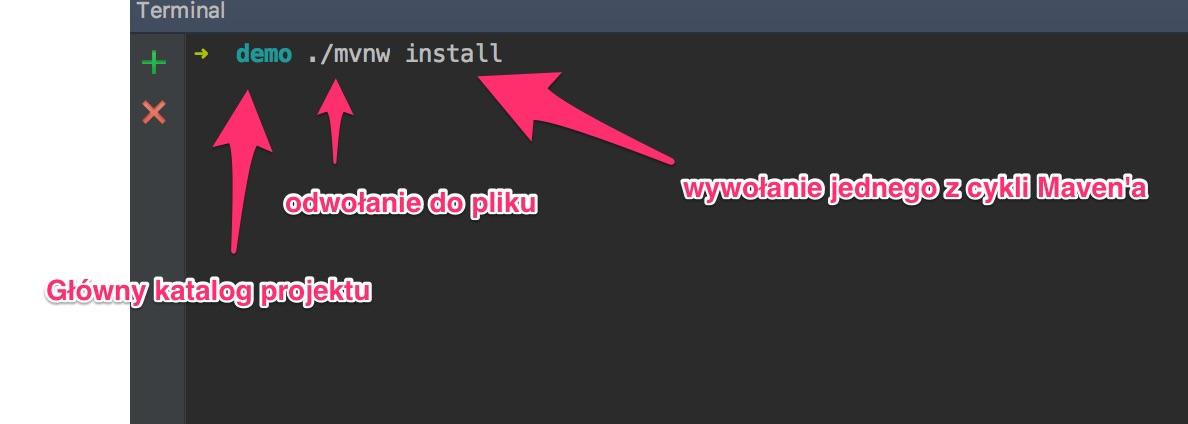 Terminal
➜ demo ./mvnw install
odwołanie do pliku
wywołanie jednego z cykli Maven'a
Główny katalog projektu